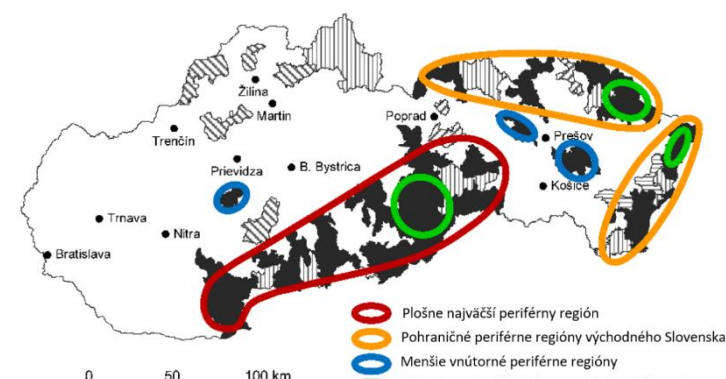 Žilina
Martin
Poprad
Trenčín
Prešov
Prievidza
B. Bystrica
Košice
Trnava
Nitra
Bratislava
Plošne najväčší periférny región
Pohraničné periférne regióny východného Slovenska
Menšie vnútorné periférne regióny
0 50 100 km